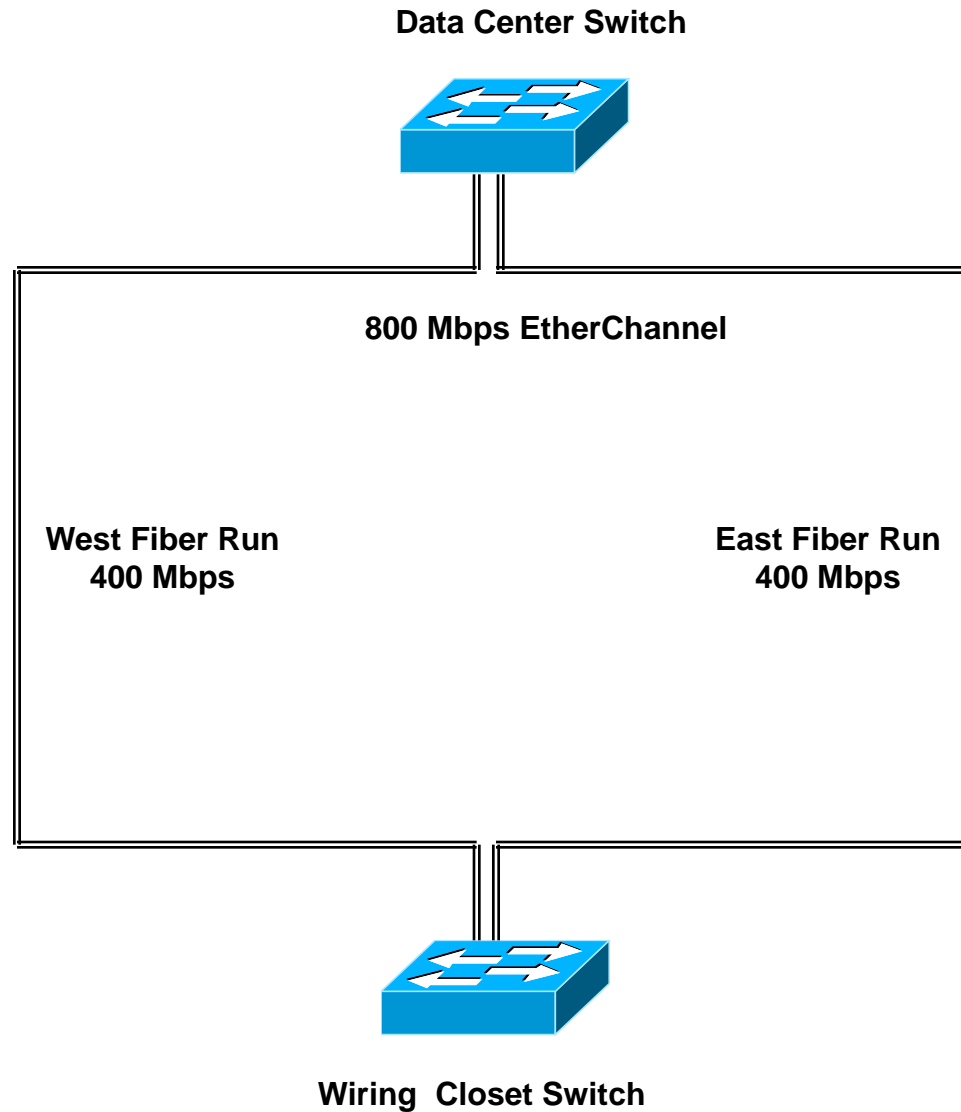 Data Center Switch
800 Mbps EtherChannel
West Fiber Run
400 Mbps
East Fiber Run
400 Mbps
Wiring  Closet Switch